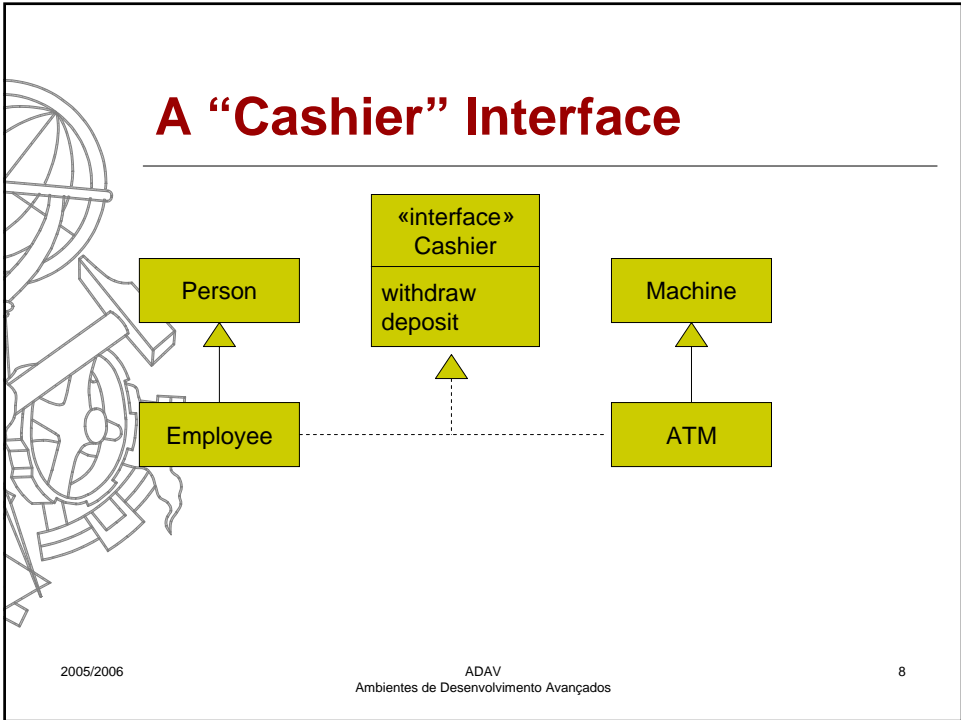 A “Cashier” Interface
«interface»
Cashier
withdraw
deposit
Person
Machine
Employee
ATM
2005/2006
ADAV
Ambientes de Desenvolvimento Avançados
8